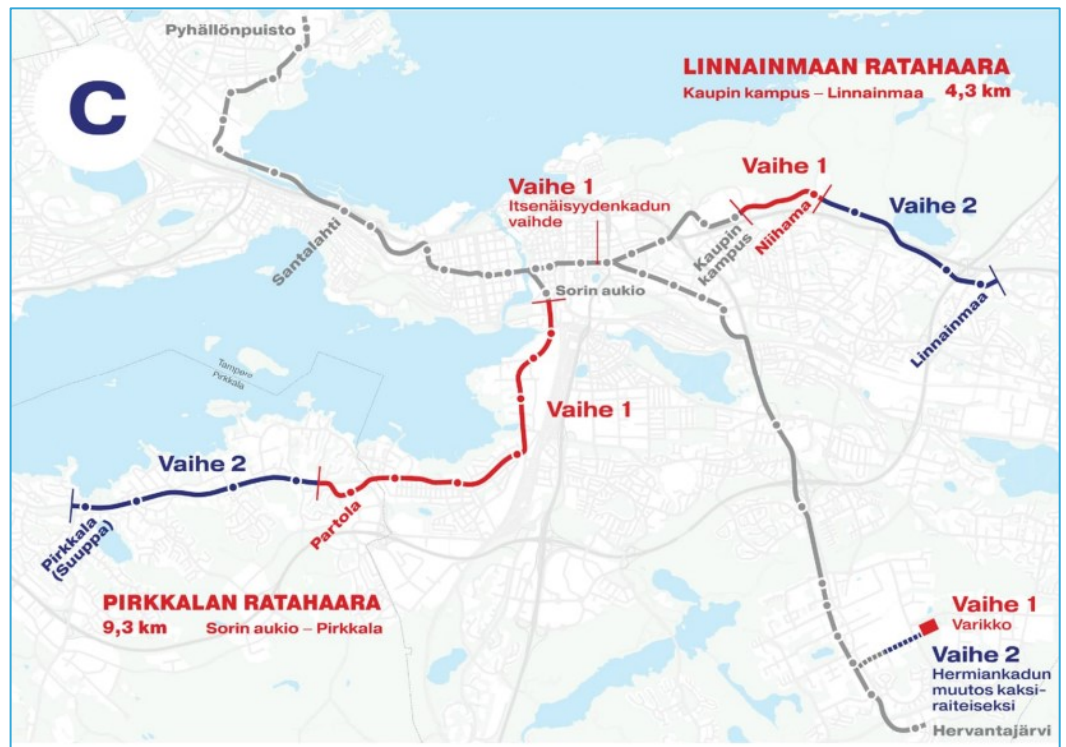 Pyhällönpuisto
C
LINNAINMAAN RATAHAARA
Kaupin kampus – Linnainmaa 4,3 km
Vaihe 1
Itsenäisyydenkadun
vaihde
Vaihe 1
Vaihe 2
Santalahti
Kaupin
kampus
Niihama
Sorin aukio
Linnainmaa
Tampere
Pirkkala
Vaihe 1
Vaihe 2
Partola
Pirkkala
(Suuppa)
PIRKKALAN RATAHAARA
9,3 km Sorin aukio – Pirkkala
Vaihe 1
Varikko
Vaihe 2
Hermiankadun
muutos kaksi-
raiteiseksi
Hervantajärvi